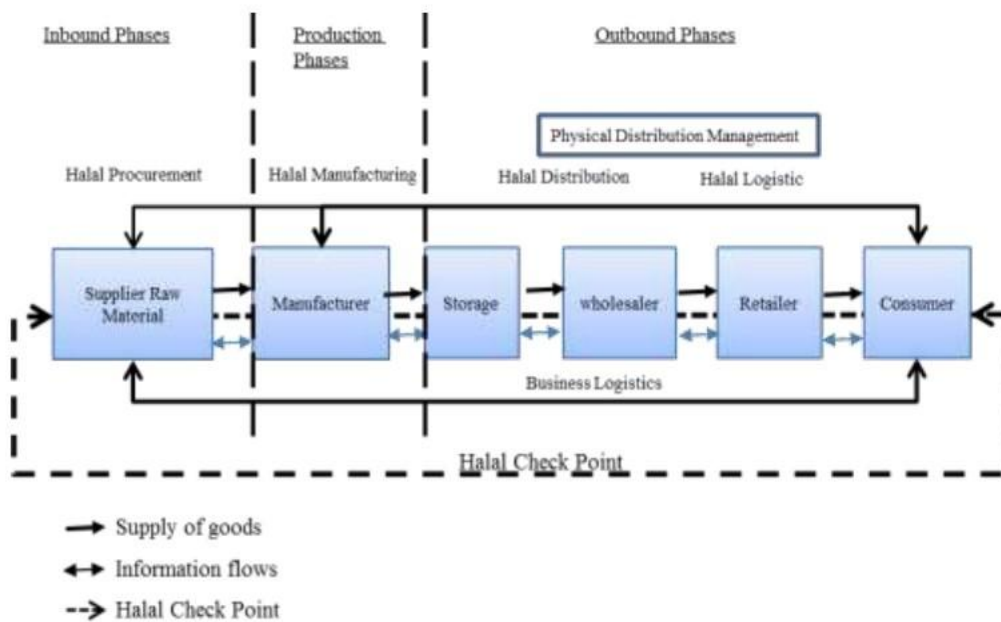 Inbound Phases
Production
Phases
Outbound Phases
Physical Distribution Management
Halal Procurement
Halal Manufacturing
Halal Distribution
Halal Logistic
Supplier Raw
Material
Manufacturer
Storage
wholesaler
Retailer
Consumer
Business Logistics
Halal Check Point
Supply of goods
Information flows
Halal Check Point